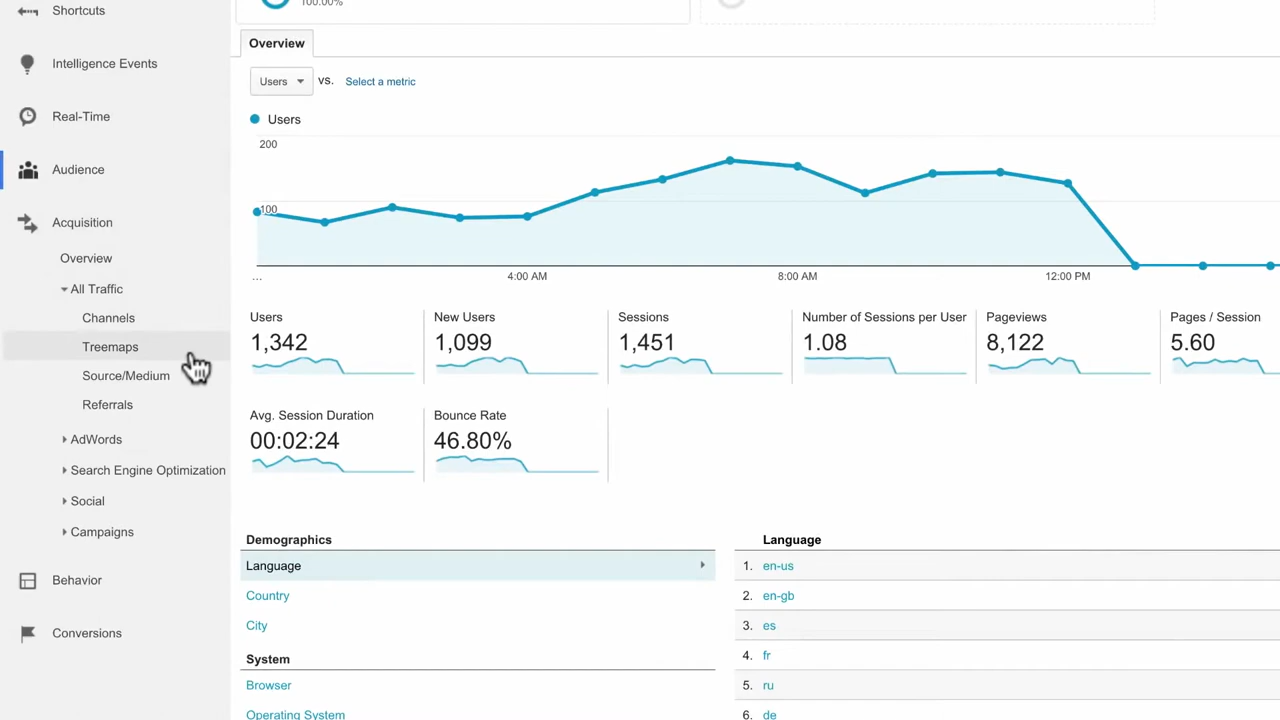 Shortcuts
Intelligence Events
Real-Time
Audience
Acquisition
Overview
All Traffic
Channels
Treemaps
Source/Medium
Referrals
AdWords
Search Engine Optimization
Social
Campaigns
Behavior
Conversions
100.00%
Overview
Users vs. Select a metric
Users
200
100
... 4:00 AM 8:00 AM 12:00 PM
Users
1,342
New Users
1,099
Sessions
1,451
Number of Sessions per User
1.08
Pageviews
8,122
Pages / Session
5.60
Avg. Session Duration
00:02:24
Bounce Rate
46.80%
Demographics
Language
Country
City
System
Browser
Operating System
Language
1. en-us
2. en-gb
3. es
4. fr
5. ru
6. de